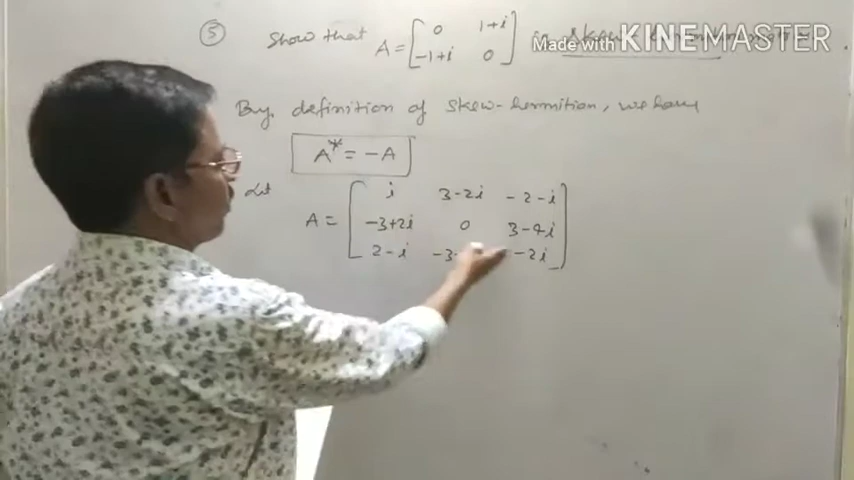 ⑤ Show that A = [ 0 1+i
-1+i 0 ] is skew
Made with KINEMASTER
By definition of skew-hermition, we have
A* = -A
Let
A = [ i 3-2i -2-i
-3+2i 0 3-4i
2-i -3- -2i ]